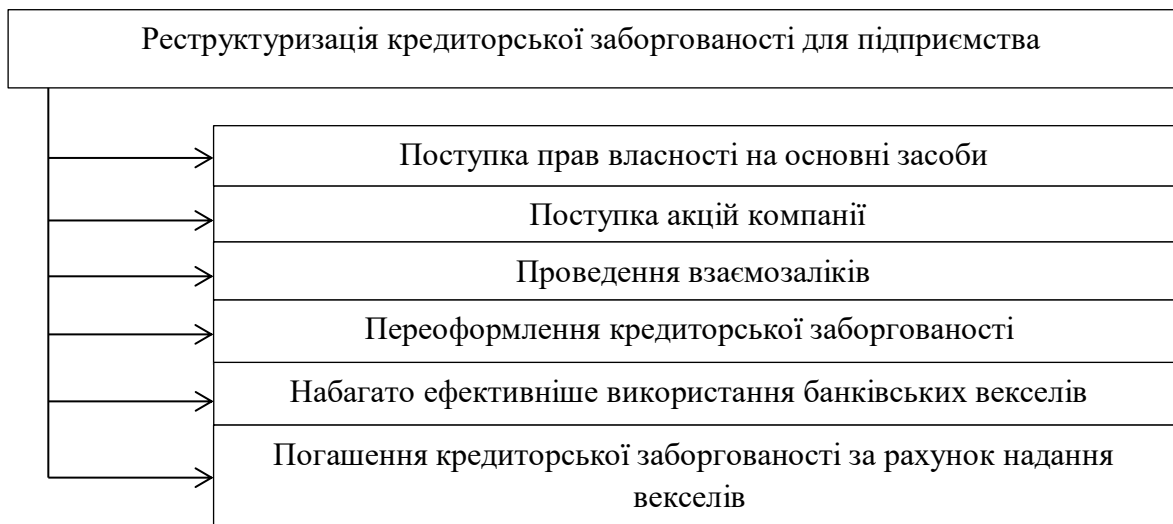 Реструктуризація кредиторської заборгованості для підприємства
Поступка прав власності на основні засоби
Поступка акцій компанії
Проведення взаємозаліків
Переоформлення кредиторської заборгованості
Набагато ефективніше використання банківських векселів
Погашення кредиторської заборгованості за рахунок надання
векселів